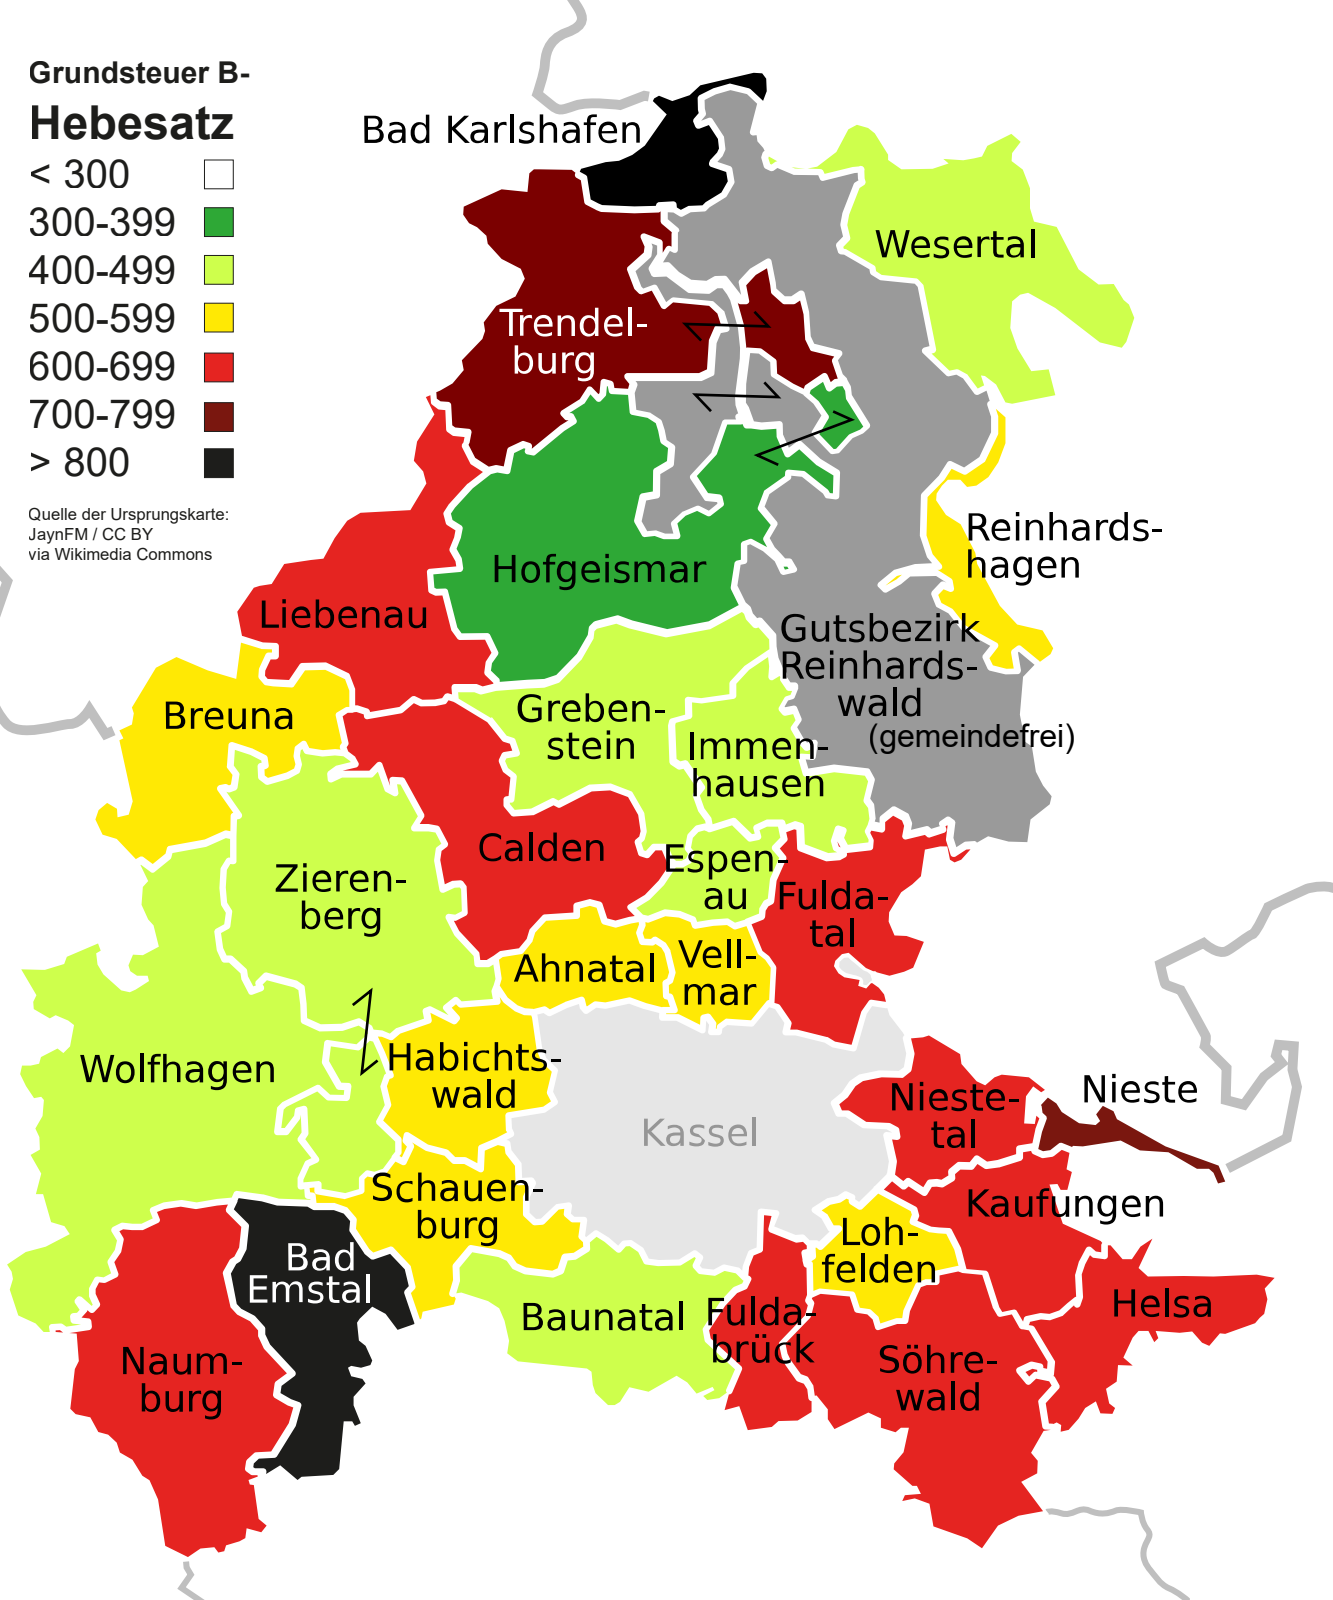 Grundsteuer B-
Hebesatz
< 300
300-399
400-499
500-599
600-699
700-799
> 800
Quelle der Ursprungskarte:
JaynFM / CC BY
via Wikimedia Commons
Bad Karlshafen
Wesertal
Trendel-
burg
Reinhards-
hagen
Hofgeismar
Liebenau
Gutsbezirk
Reinhards-
wald
(gemeindefrei)
Breuna
Greben-
stein
Immen-
hausen
Calden
Espen-
au
Zieren-
berg
Fulda-
tal
Ahnatal
Vell-
mar
Wolfhagen
Habichts-
wald
Kassel
Nieste-
tal
Nieste
Schauen-
burg
Kaufungen
Loh-
felden
Bad
Emstal
Baunatal
Fulda-
brück
Helsa
Naum-
burg
Söhre-
wald